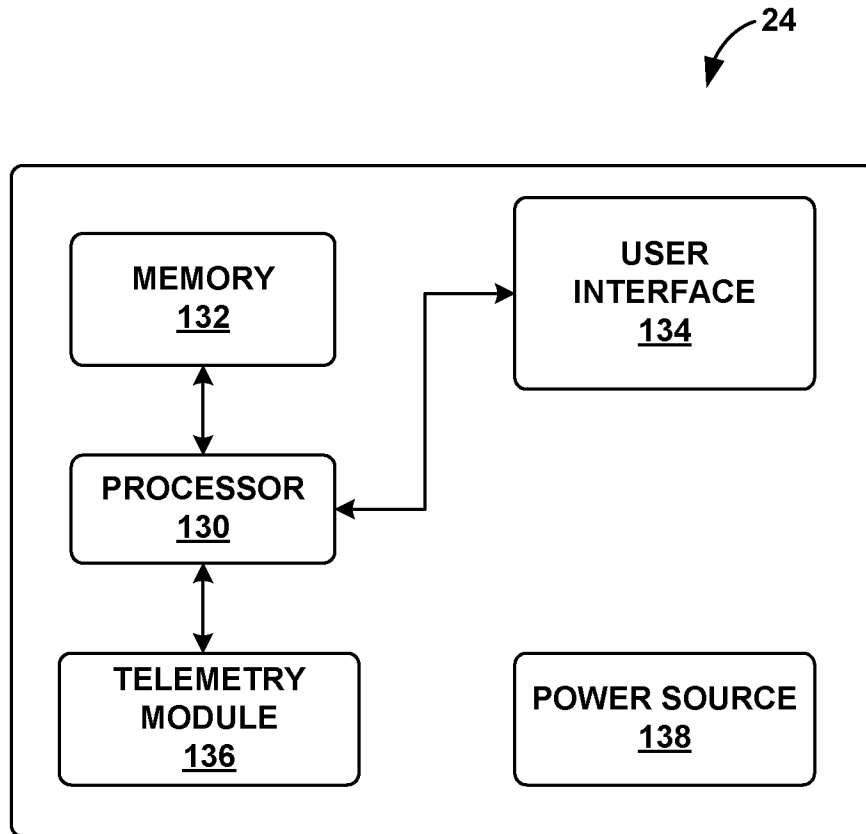 24
MEMORY
132
USER
INTERFACE
134
PROCESSOR
130
TELEMETRY
MODULE
136
POWER SOURCE
138